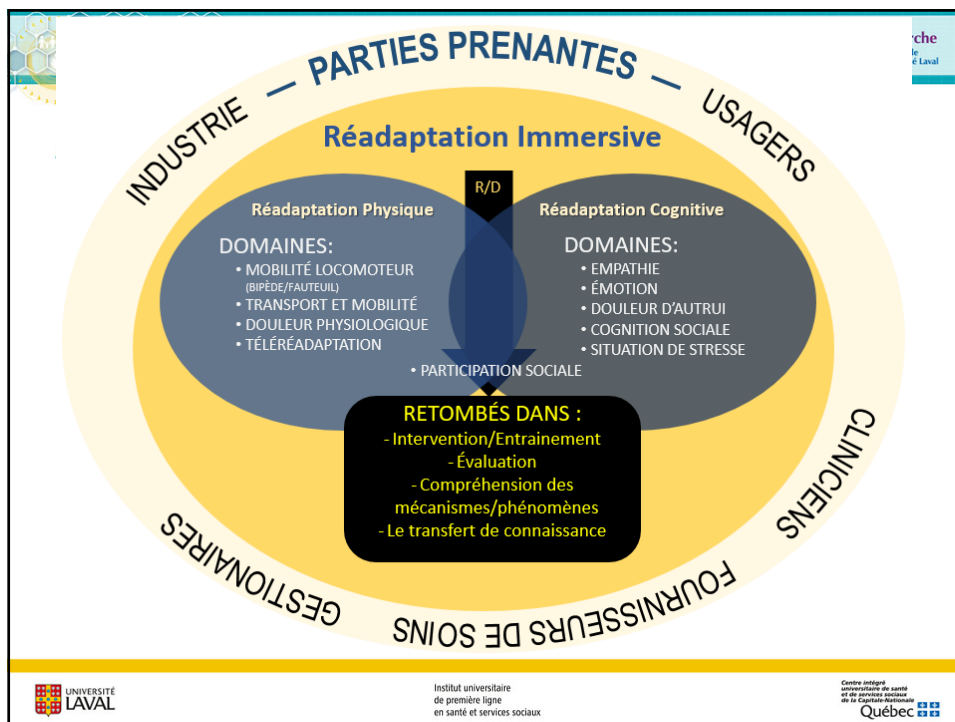 PARTIES PRENANTES
INDUSTRIE
USAGERS
CLINICIENS
FOURNISSEURS DE SOINS
GESTIONAIRES
rche
le
é Laval
Réadaptation Immersive
R/D
Réadaptation Physique
DOMAINES:
• MOBILITÉ LOCOMOTEUR
(BIPÈDE/FAUTEUIL)
• TRANSPORT ET MOBILITÉ
• DOULEUR PHYSIOLOGIQUE
• TÉLÉRÉADAPTATION
Réadaptation Cognitive
DOMAINES:
• EMPATHIE
• ÉMOTION
• DOULEUR D'AUTRUI
• COGNITION SOCIALE
• SITUATION DE STRESSE
• PARTICIPATION SOCIALE
RETOMBÉS DANS :
- Intervention/Entrainement
- Évaluation
- Compréhension des
mécanismes/phénomènes
- Le transfert de connaissance
UNIVERSITÉ
LAVAL
Institut universitaire
de première ligne
en santé et services sociaux
Centre intégré
universitaire de santé
et de services sociaux
de la Capitale-Nationale
Québec